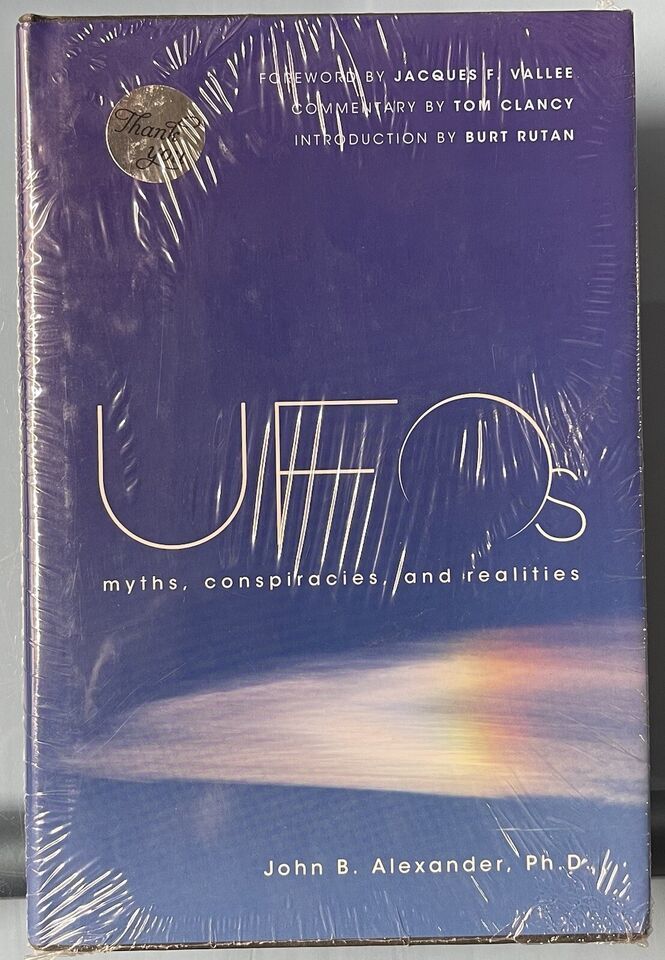 FOREWORD BY JACQUES F. VALLEE
COMMENTARY BY TOM CLANCY
INTRODUCTION BY BURT RUTAN
Thank
you
UFOs
myths, conspiracies, and realities
John B. Alexander, Ph.D.